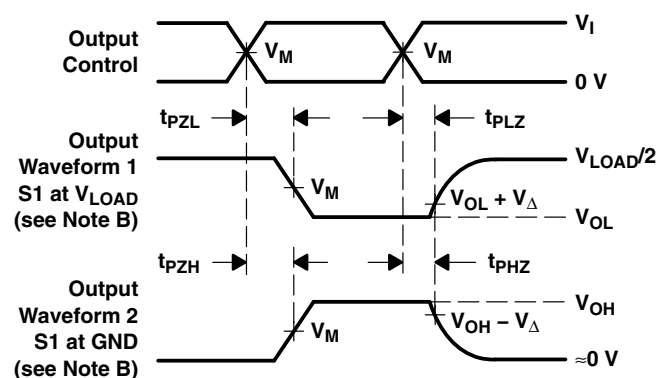 Output
Control
V_M
V_M
V_I
0 V
t_PZL
t_PLZ
Output
Waveform 1
S1 at V_LOAD
(see Note B)
V_M
V_LOAD/2
V_OL + V_Δ
V_OL
t_PZH
t_PHZ
Output
Waveform 2
S1 at GND
(see Note B)
V_M
V_OH
V_OH − V_Δ
≈0 V